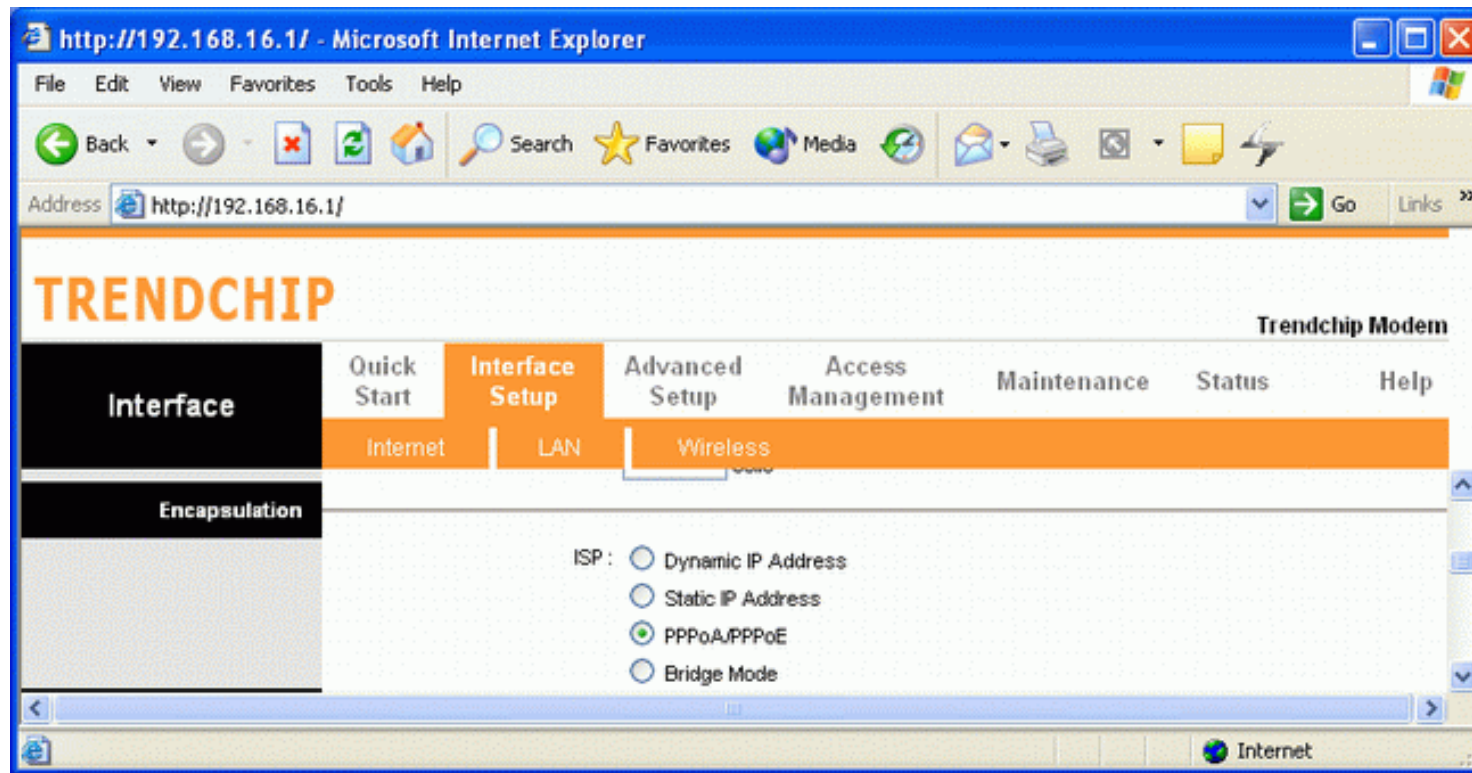 http://192.168.16.1/ - Microsoft Internet Explorer
File Edit View Favorites Tools Help
Back Search Favorites Media
Address http://192.168.16.1/ Go Links »
TRENDCHIP
Trendchip Modem
Interface
Quick Start
Interface Setup
Advanced Setup
Access Management
Maintenance
Status
Help
Internet LAN Wireless
Encapsulation
ISP : Dynamic IP Address
Static IP Address
PPPoA/PPPoE
Bridge Mode
Internet